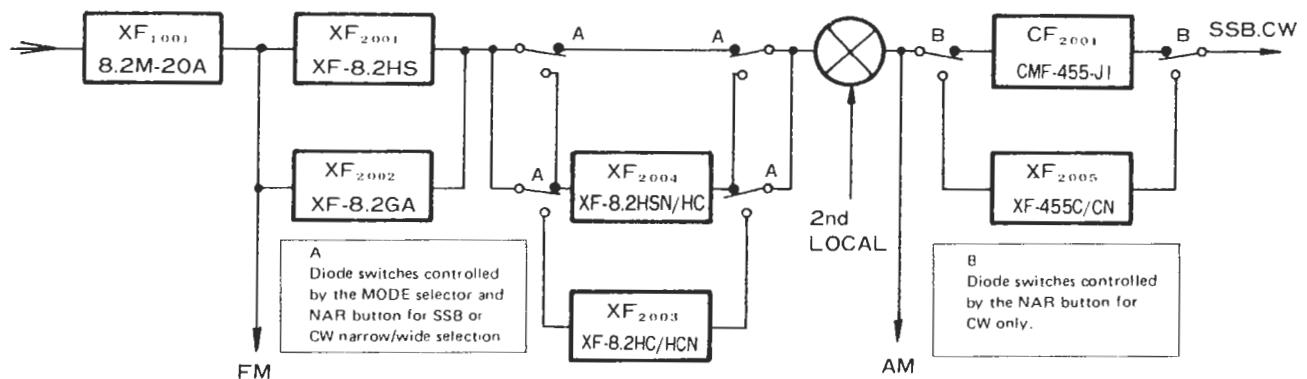 XF1001
8.2M-20A
XF2001
XF-8.2HS
A
A
B
CF2001
CMF-455-J1
B
SSB.CW
XF2002
XF-8.2GA
A
XF2004
XF-8.2HSN/HC
A
XF2005
XF-455C/CN
2nd
LOCAL
A
Diode switches controlled
by the MODE selector and
NAR button for SSB or
CW narrow/wide selection
XF2003
XF-8.2HC/HCN
B
Diode switches controlled
by the NAR button for
CW only.
FM
AM